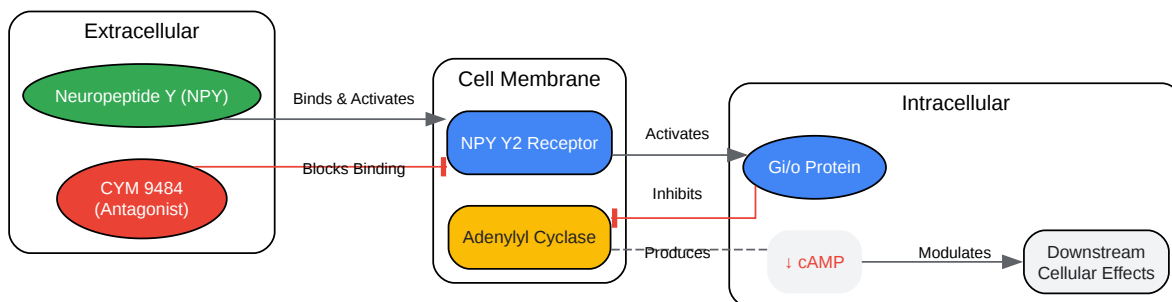 Extracellular
Neuropeptide Y (NPY)
CYM 9484
(Antagonist)
Binds & Activates
Blocks Binding
Cell Membrane
NPY Y2 Receptor
Adenylyl Cyclase
Activates
Inhibits
Produces
Intracellular
Gi/o Protein
↓ cAMP
Modulates
Downstream
Cellular Effects